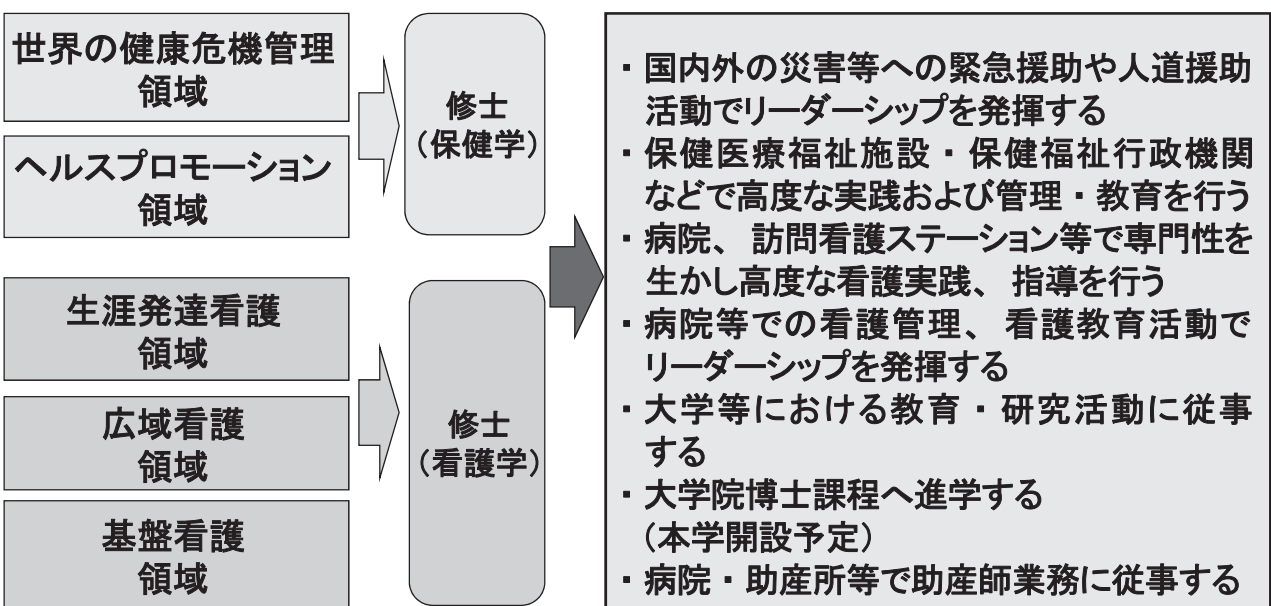 世界の健康危機管理
領域
ヘルスプロモーション
領域
生涯発達看護
領域
広域看護
領域
基盤看護
領域
修士
(保健学)
修士
(看護学)
・国内外の災害等への緊急援助や人道援助
活動でリーダーシップを発揮する
・保健医療福祉施設・保健福祉行政機関
などで高度な実践および管理・教育を行う
・病院、訪問看護ステーション等で専門性を
生かし高度な看護実践、指導を行う
・病院等での看護管理、看護教育活動で
リーダーシップを発揮する
・大学等における教育・研究活動に従事
する
・大学院博士課程へ進学する
(本学開設予定)
・病院・助産所等で助産師業務に従事する